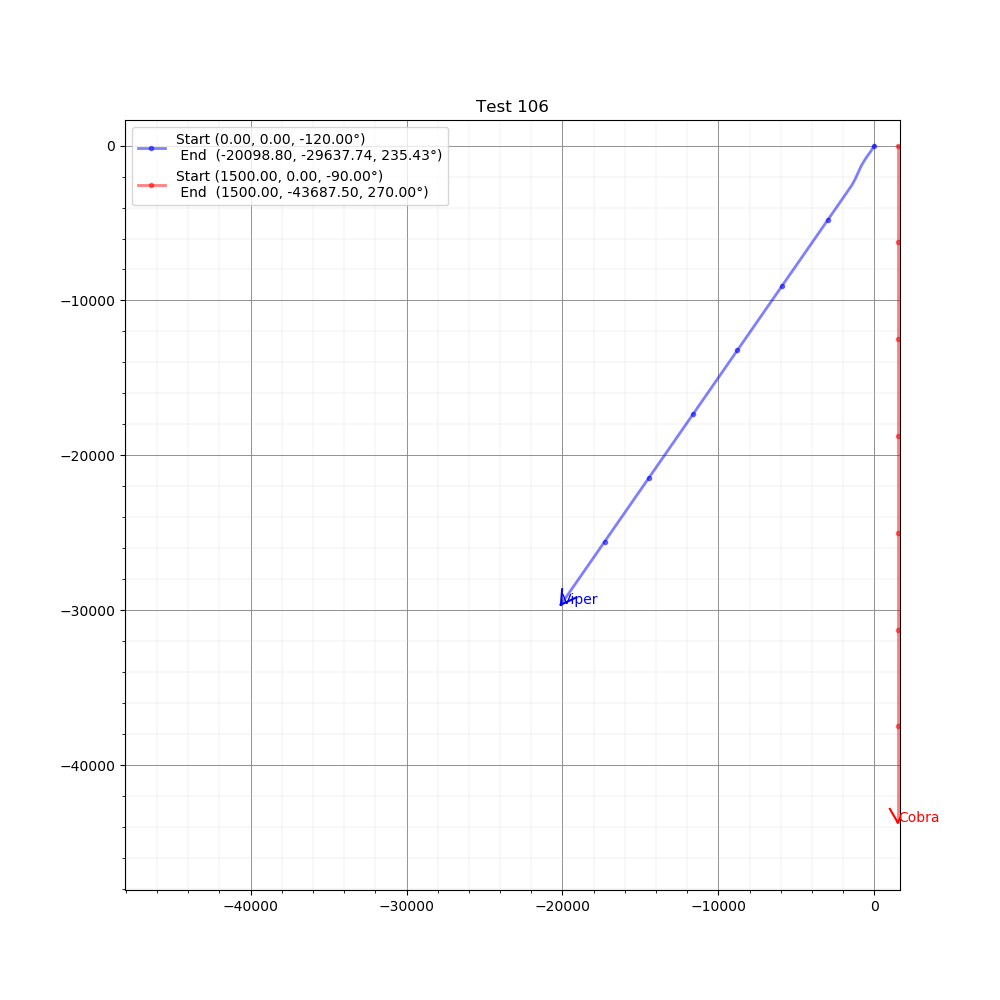 Test 106
Start (0.00, 0.00, -120.00°)
End  (-20098.80, -29637.74, 235.43°)
Start (1500.00, 0.00, -90.00°)
End  (1500.00, -43687.50, 270.00°)
0
−10000
−20000
−30000
−40000
Viper
Cobra
−40000
−30000
−20000
−10000
0